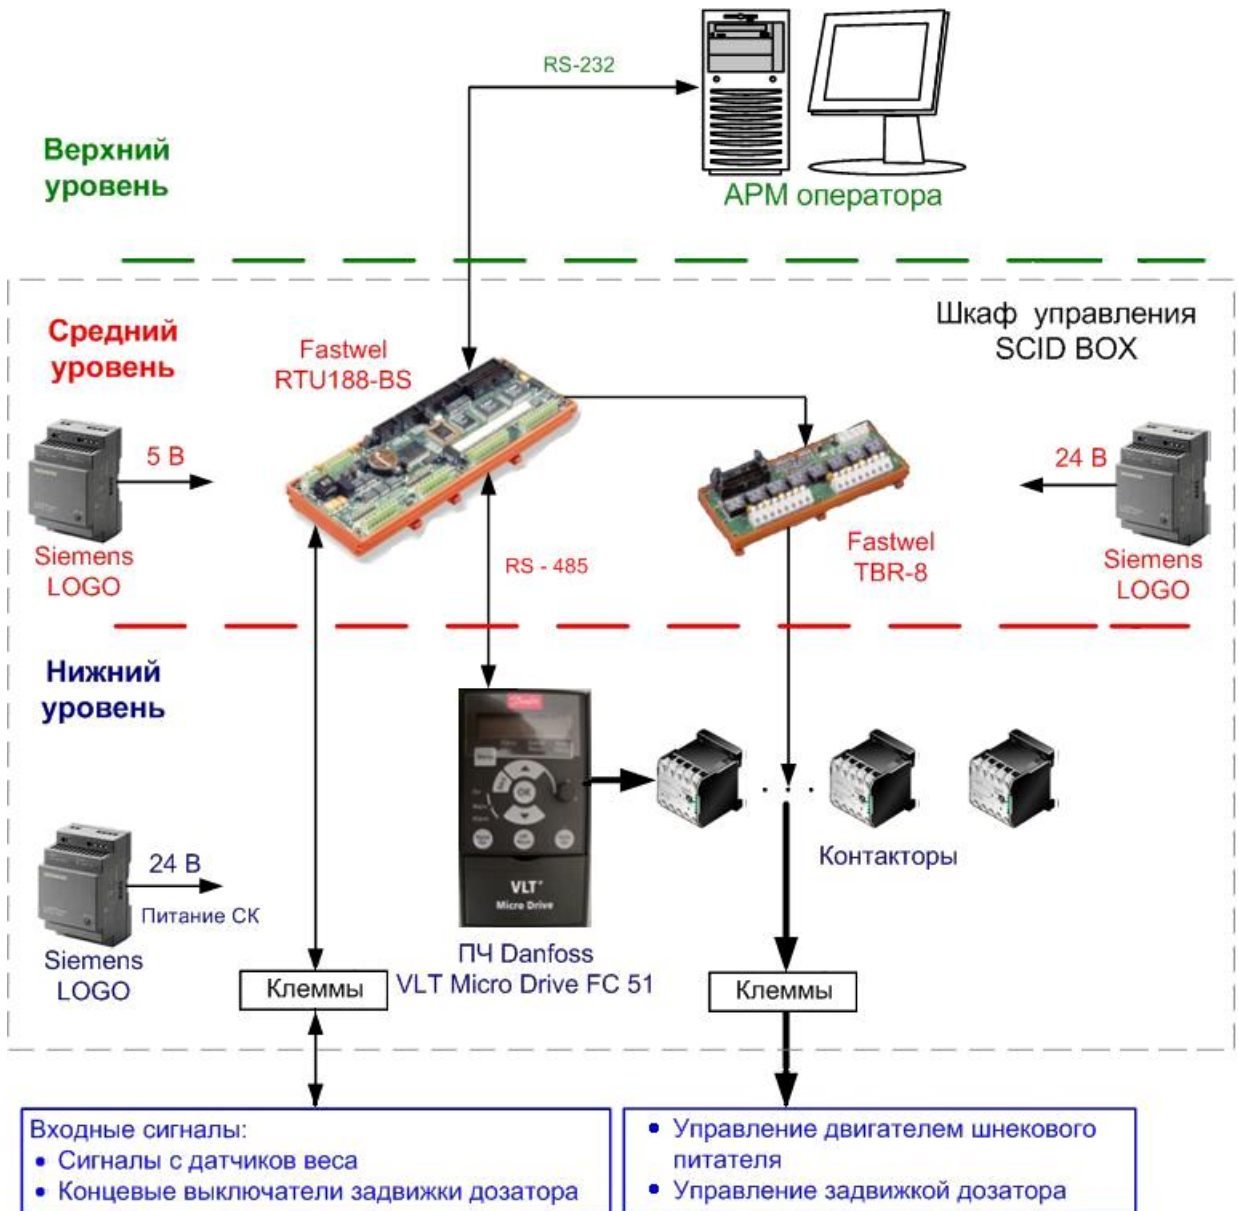 RS-232
Верхний
уровень
АРМ оператора
Средний
уровень
Шкаф управления
SCID BOX
Fastwel
RTU188-BS
5 В
24 В
Siemens
LOGO
RS - 485
Fastwel
TBR-8
Siemens
LOGO
Нижний
уровень
OK
VLT
Micro Drive
Контакторы
24 В
Питание СК
Siemens
LOGO
ПЧ Danfoss
VLT Micro Drive FC 51
Клеммы
Клеммы
Входные сигналы:
• Сигналы с датчиков веса
• Концевые выключатели задвижки дозатора
• Управление двигателем шнекового
питателя
• Управление задвижкой дозатора